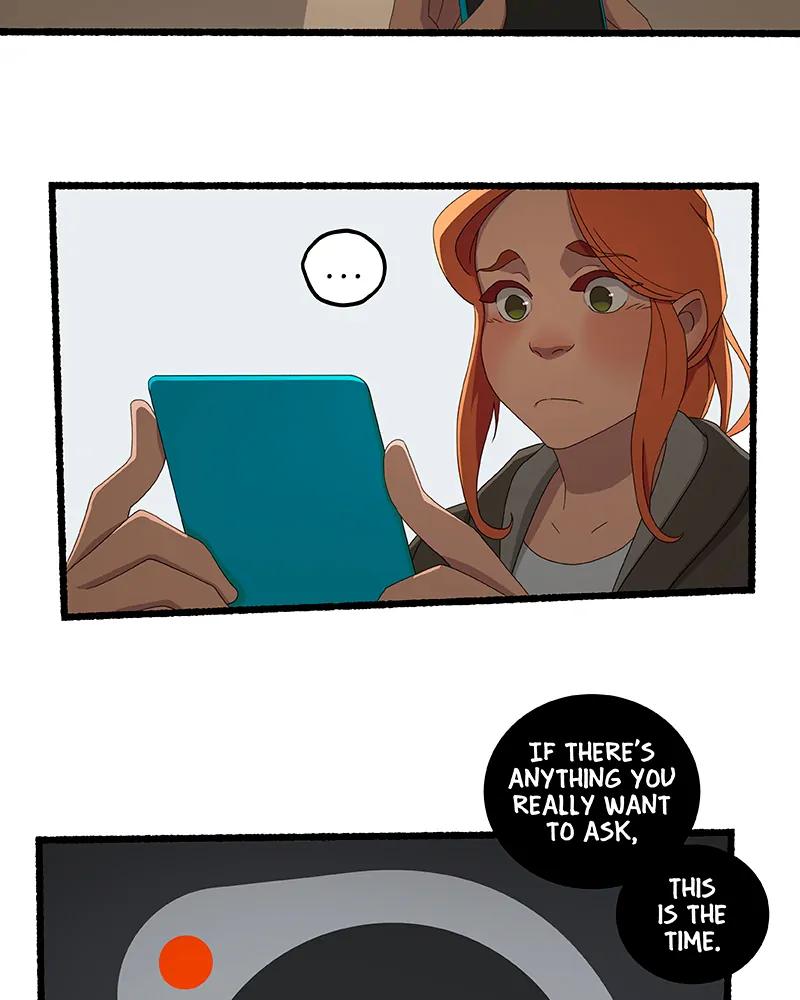 ...
IF THERE'S
ANYTHING YOU
REALLY WANT
TO ASK,
THIS
IS THE
TIME.